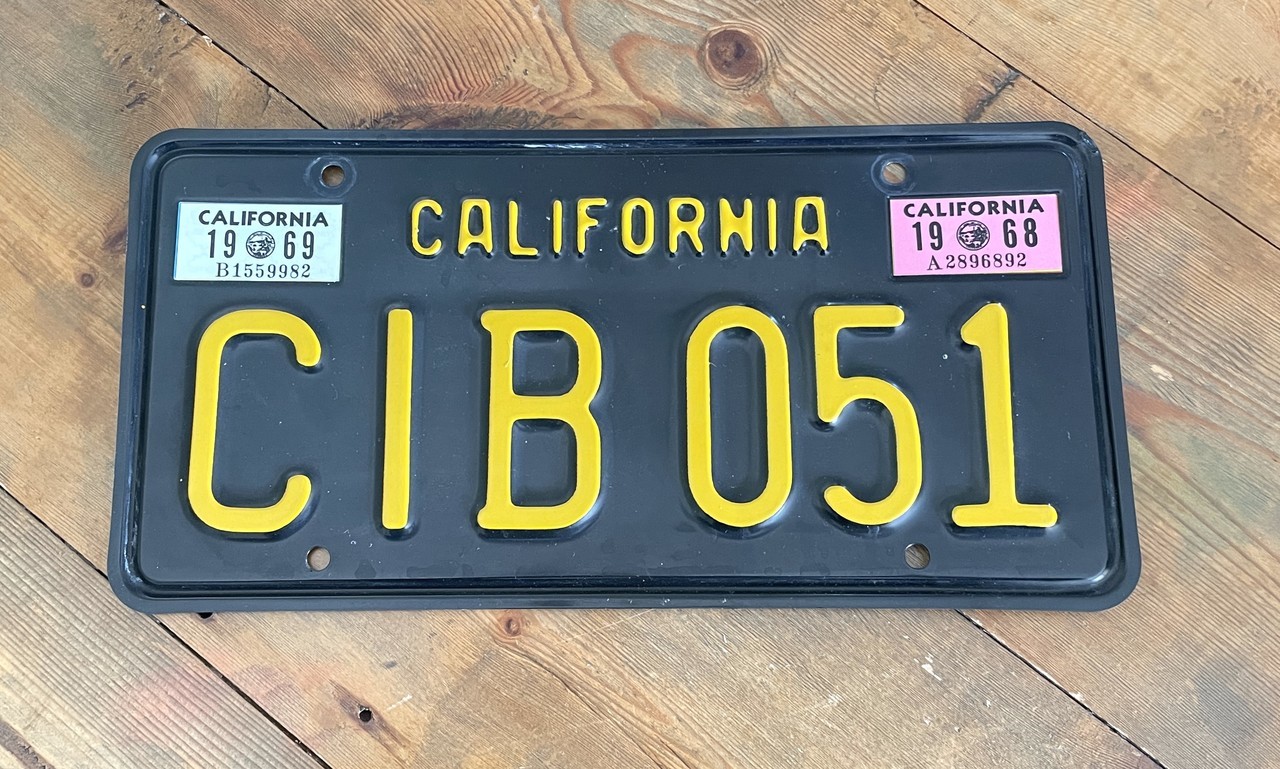 CALIFORNIA
CALIFORNIA
19 69
B1559982
CALIFORNIA
19 68
A2896892
CIB 051